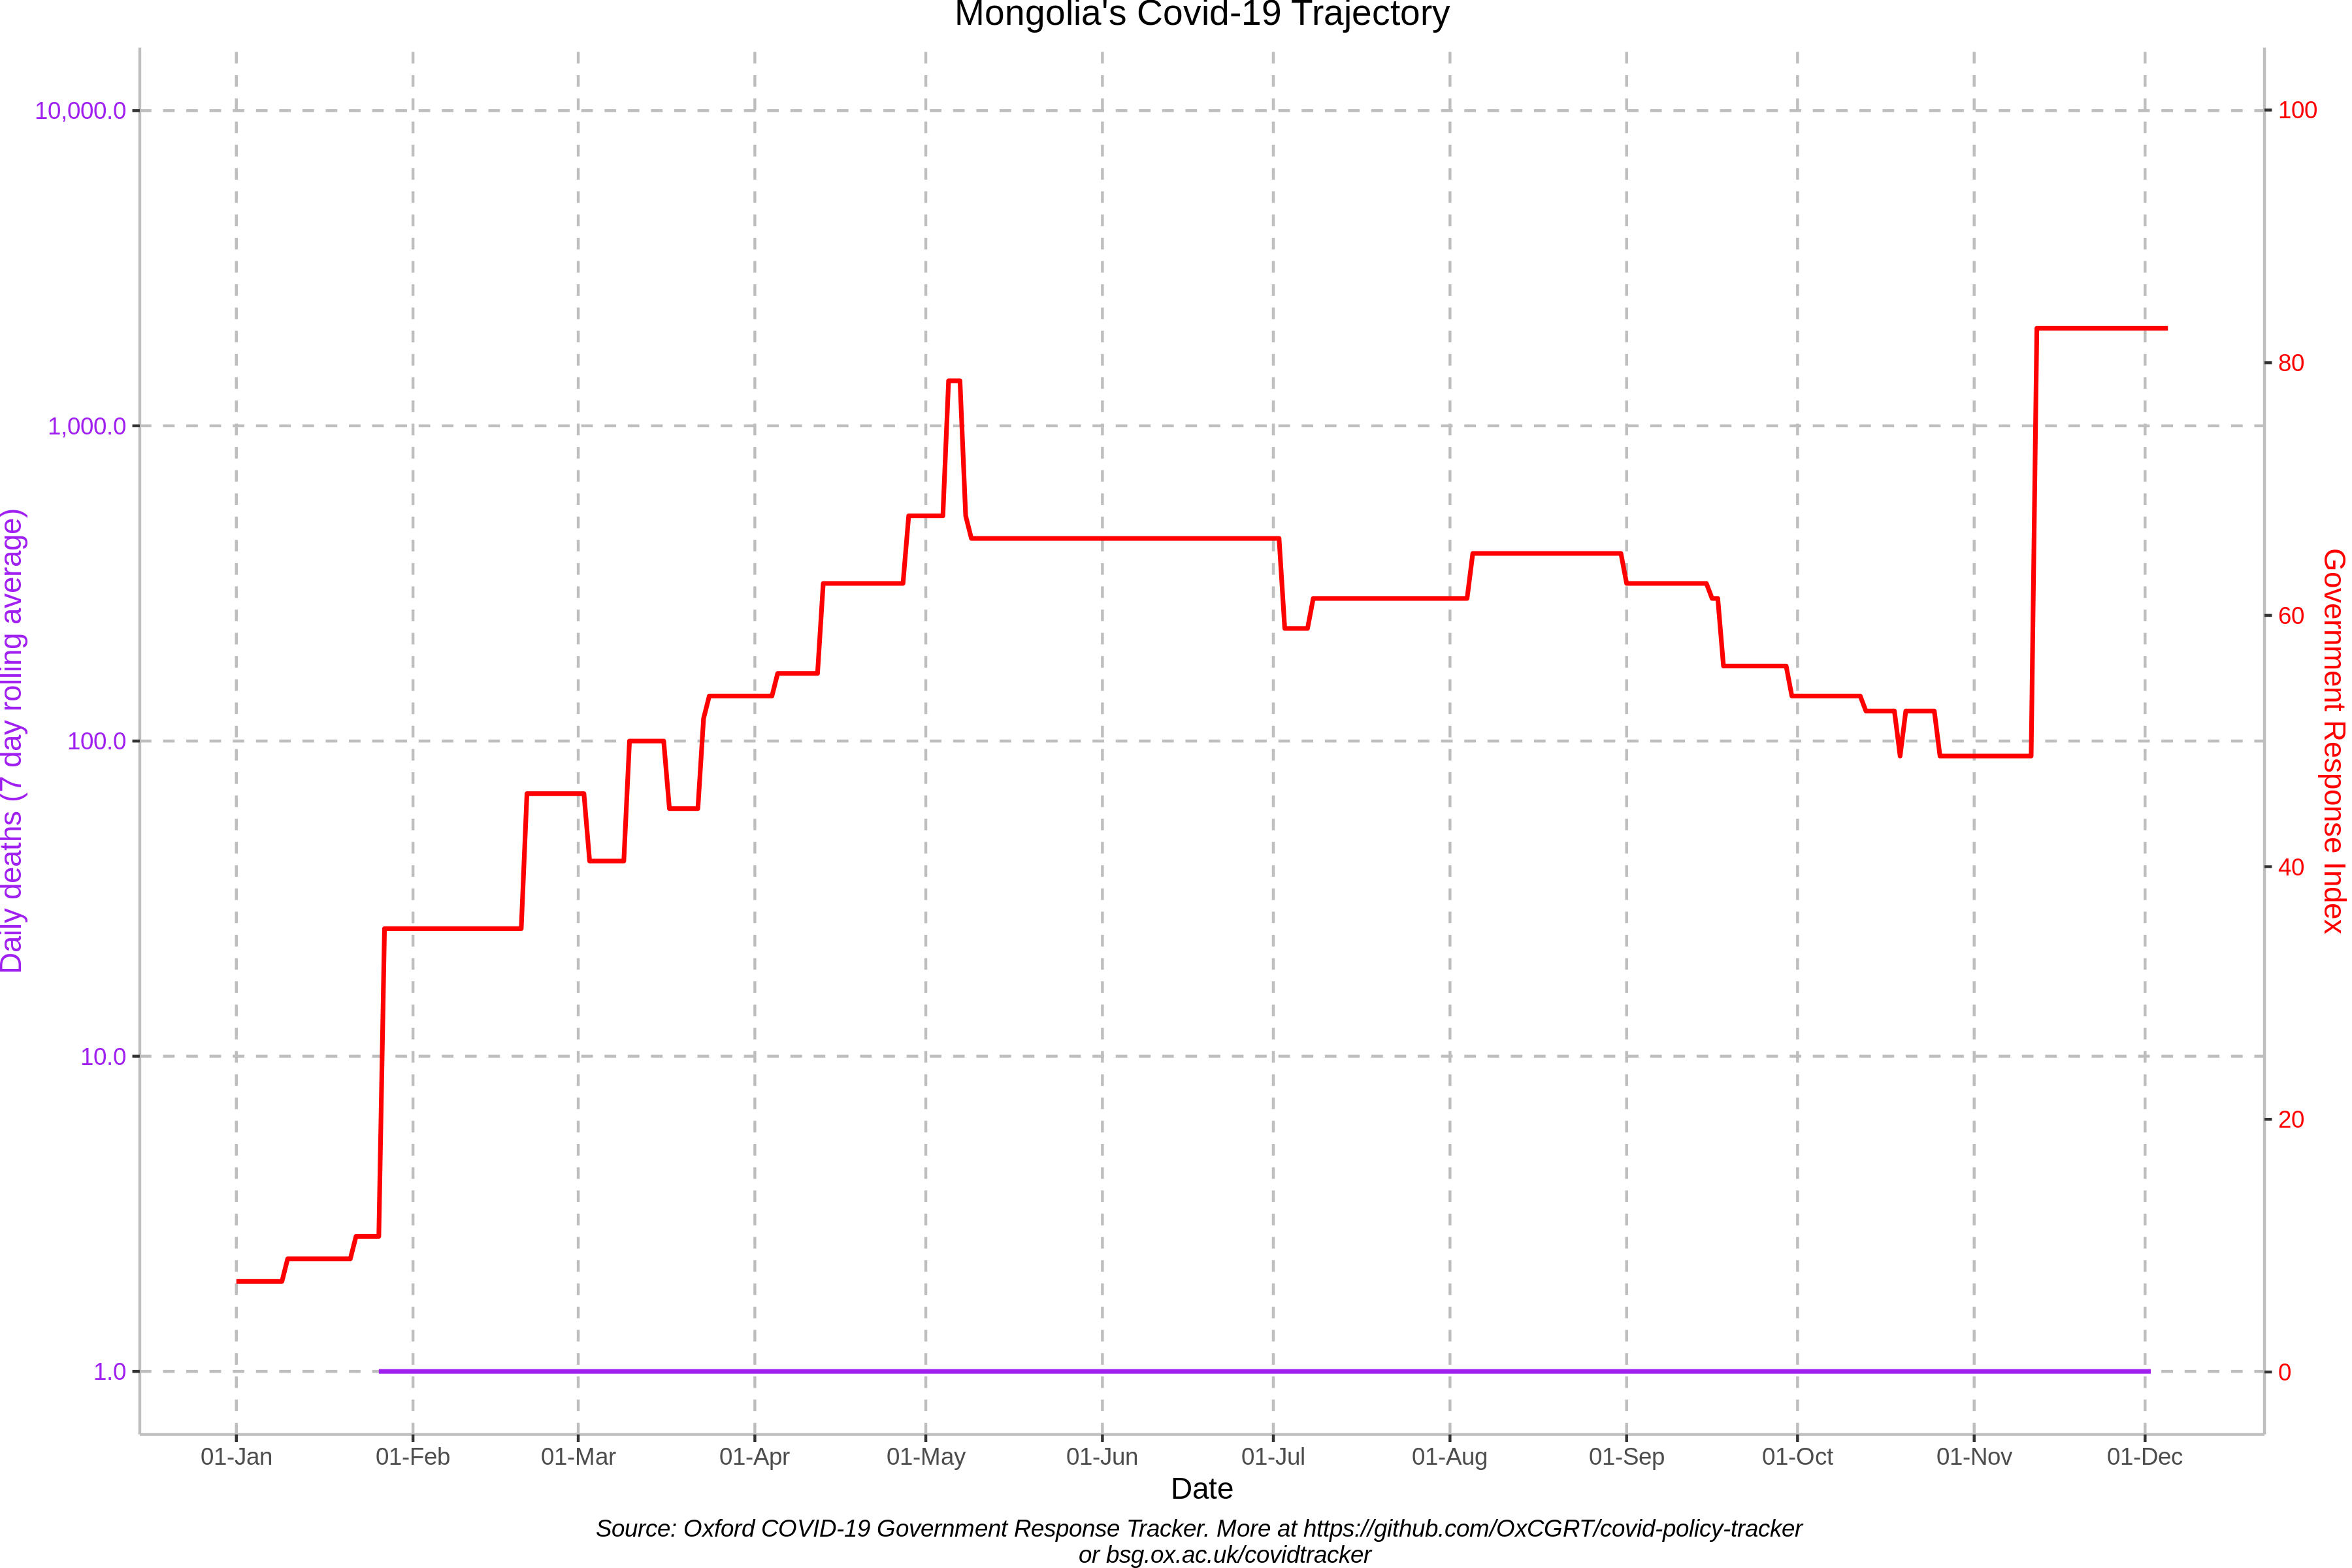 Mongolia's Covid-19 Trajectory
10,000.0
1,000.0
100.0
10.0
1.0
Daily deaths (7 day rolling average)
100
80
60
40
20
0
Government Response Index
01-Jan 01-Feb 01-Mar 01-Apr 01-May 01-Jun 01-Jul 01-Aug 01-Sep 01-Oct 01-Nov 01-Dec
Date
Source: Oxford COVID-19 Government Response Tracker. More at https://github.com/OxCGRT/covid-policy-tracker
or bsg.ox.ac.uk/covidtracker